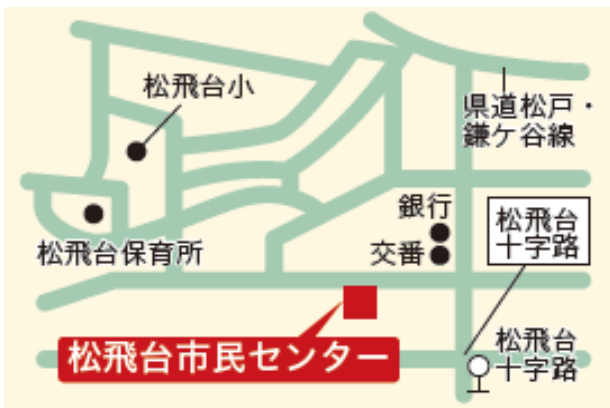 松飛台小
県道松戸・
鎌ケ谷線
松飛台保育所
銀行
交番
松飛台
十字路
松飛台市民センター
松飛台
十字路